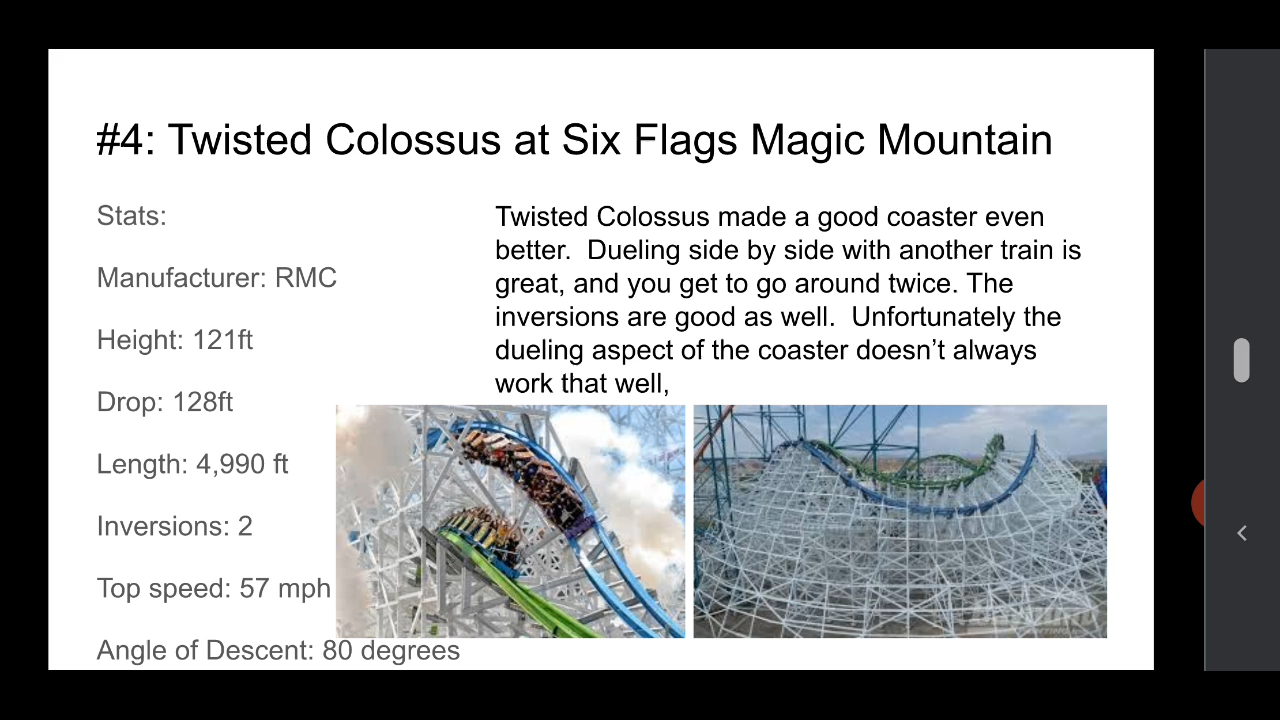 #4: Twisted Colossus at Six Flags Magic Mountain
Stats:
Manufacturer: RMC
Height: 121ft
Drop: 128ft
Length: 4,990 ft
Inversions: 2
Top speed: 57 mph
Angle of Descent: 80 degrees
Twisted Colossus made a good coaster even
better.  Dueling side by side with another train is
great, and you get to go around twice. The
inversions are good as well.  Unfortunately the
dueling aspect of the coaster doesn’t always
work that well,